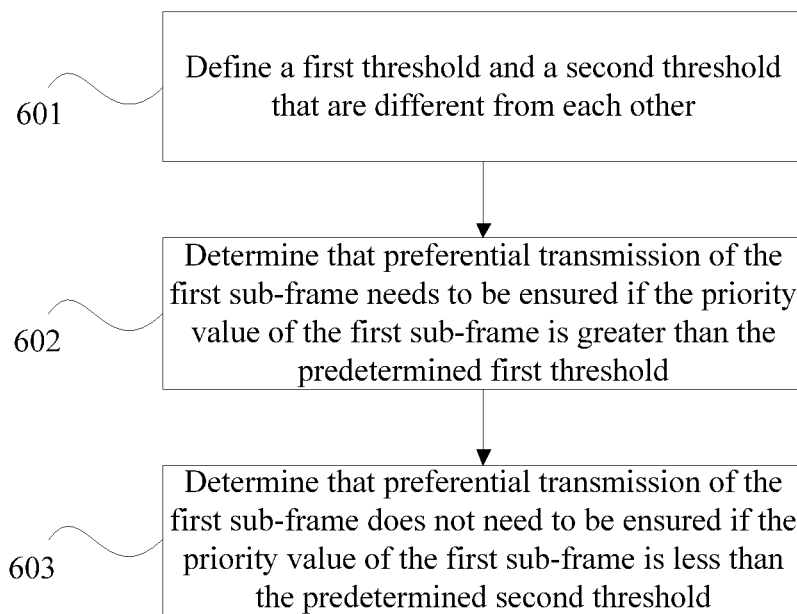 Define a first threshold and a second threshold
that are different from each other
601
Determine that preferential transmission of the
first sub-frame needs to be ensured if the priority
value of the first sub-frame is greater than the
predetermined first threshold
602
Determine that preferential transmission of the
first sub-frame does not need to be ensured if the
priority value of the first sub-frame is less than
the predetermined second threshold
603